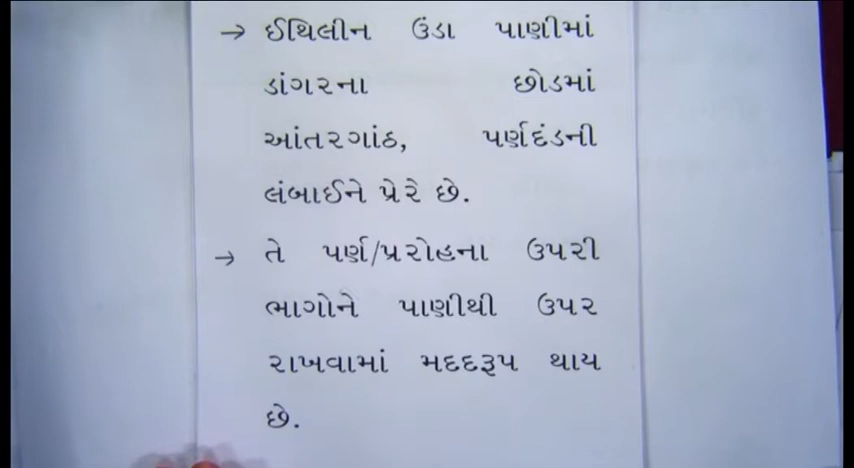 → ઈથિલીન ઉંડા પાણીમાં
ડાંગરના છોડમાં
આંતરગાંઠ, પર્ણદંડની
લંબાઈને પ્રેરે છે.
→ તે પર્ણ/પ્રરોહના ઉપરી
ભાગોને પાણીથી ઉપર
રાખવામાં મદદરૂપ થાય
છે.